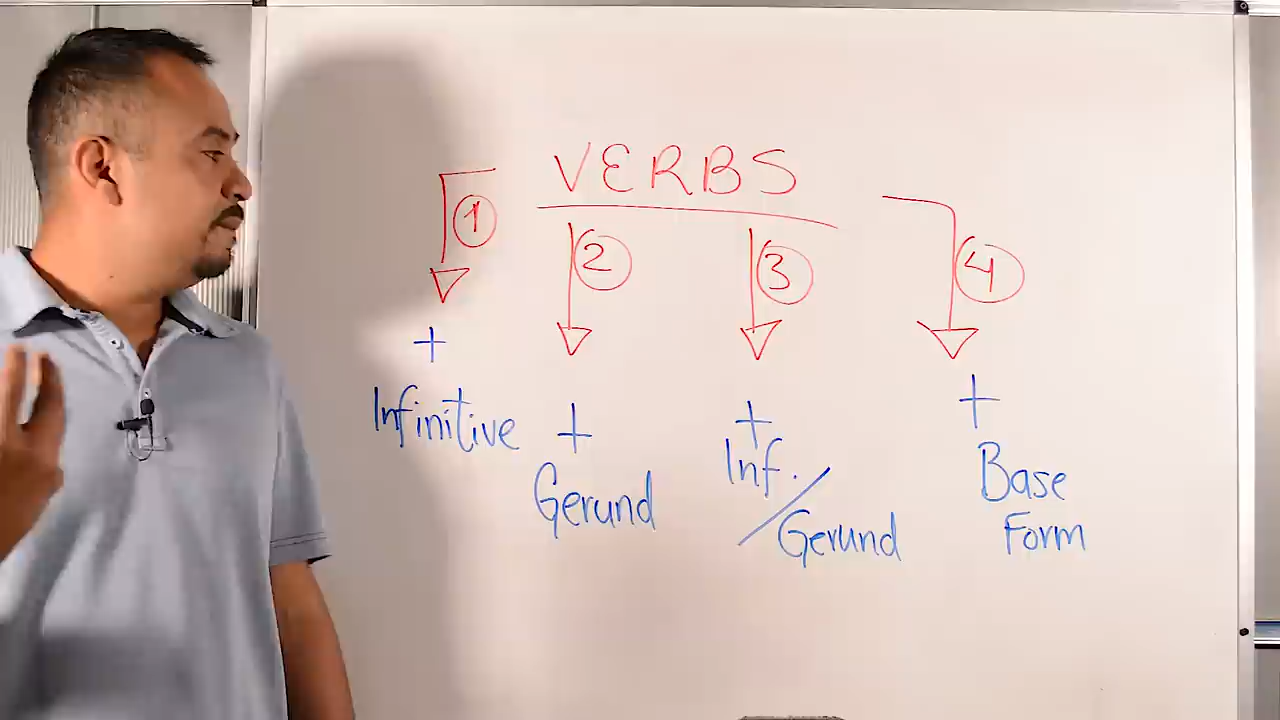 VERBS
1
2
3
4
+
Infinitive
+
Gerund
+
Inf. /
Gerund
+
Base
Form